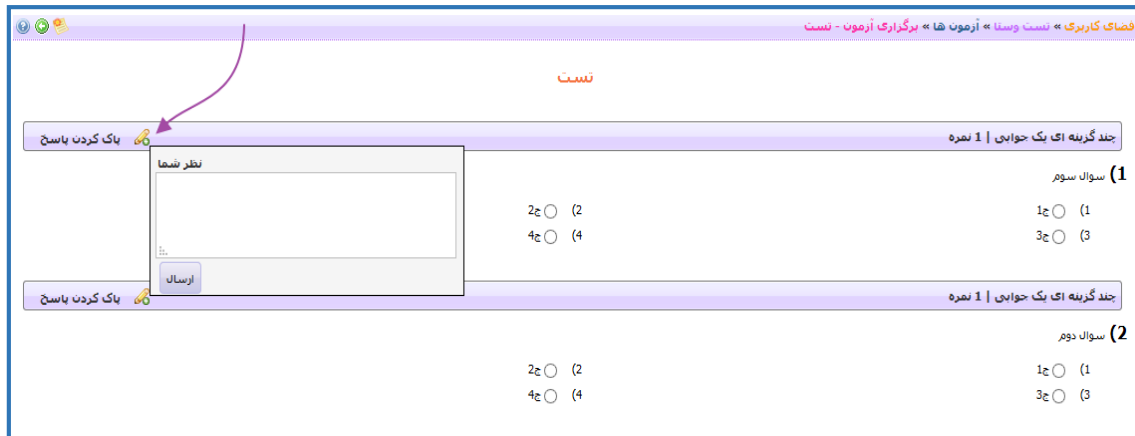 فضای کاربری » تست وستا » آزمون ها » برگزاری آزمون - تست
تست
چند گزینه ای یک جوابی | 1 نمره
پاک کردن پاسخ
نظر شما
ارسال
1) سوال سوم
1) ج1
2) ج2
3) ج3
4) ج4
چند گزینه ای یک جوابی | 1 نمره
پاک کردن پاسخ
2) سوال دوم
1) ج1
2) ج2
3) ج3
4) ج4